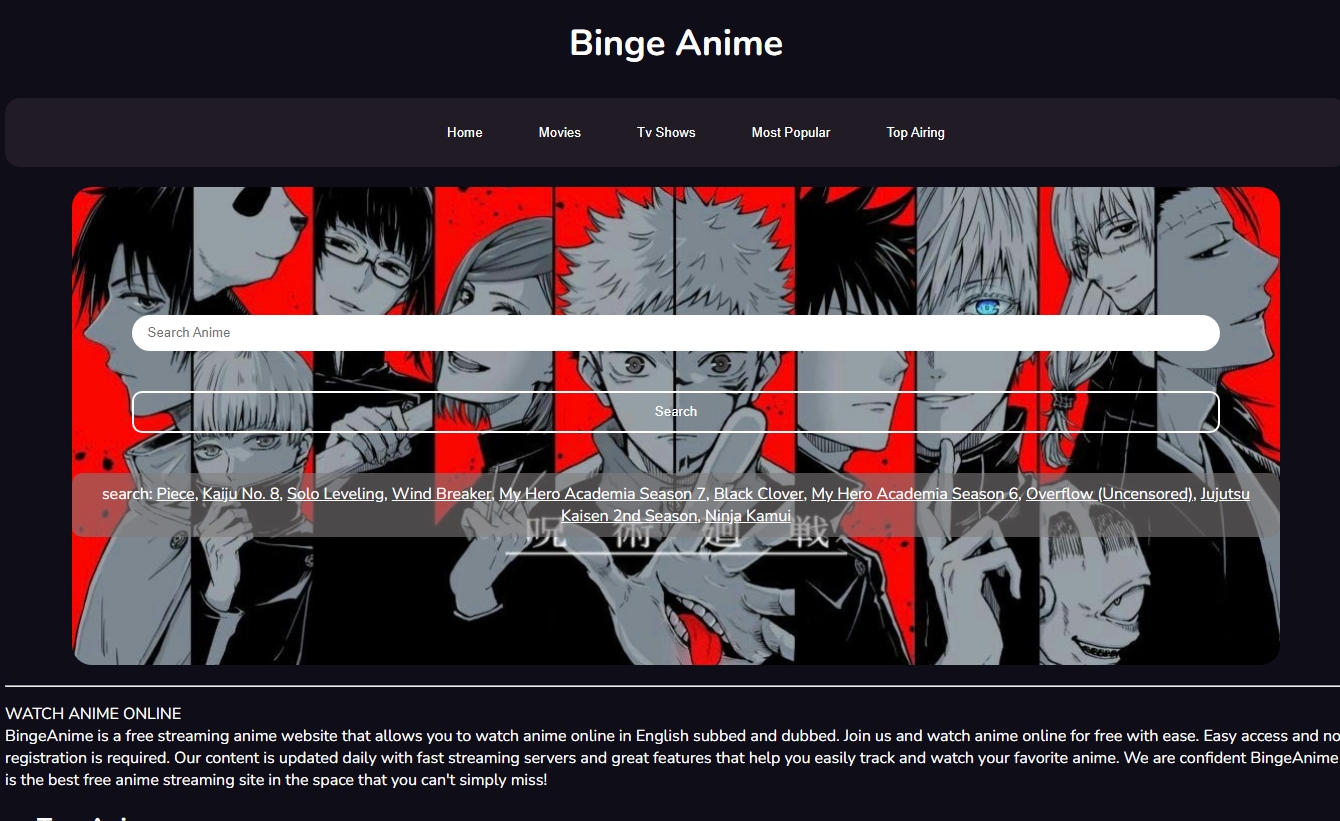 Binge Anime
Home Movies Tv Shows Most Popular Top Airing
Search Anime
Search
search: Piece, Kaiju No. 8, Solo Leveling, Wind Breaker, My Hero Academia Season 7, Black Clover, My Hero Academia Season 6, Overflow (Uncensored), Jujutsu
Kaisen 2nd Season, Ninja Kamui
呪 術 廻 戦
WATCH ANIME ONLINE
BingeAnime is a free streaming anime website that allows you to watch anime online in English subbed and dubbed. Join us and watch anime online for free with ease. Easy access and no
registration is required. Our content is updated daily with fast streaming servers and great features that help you easily track and watch your favorite anime. We are confident BingeAnime
is the best free anime streaming site in the space that you can't simply miss!